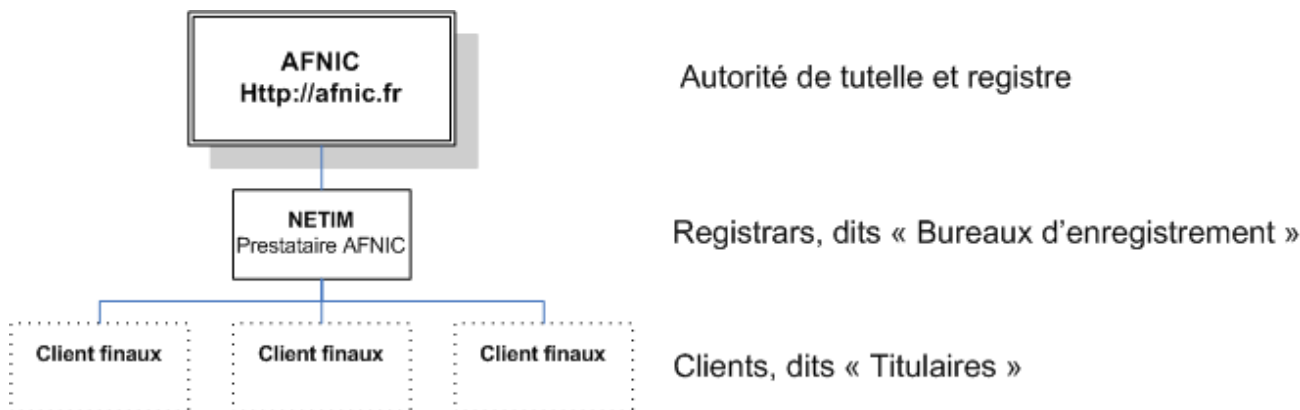 AFNIC
Http://afnic.fr
Autorité de tutelle et registre
NETIM
Prestataire AFNIC
Registrars, dits « Bureaux d'enregistrement »
Client finaux
Client finaux
Client finaux
Clients, dits « Titulaires »